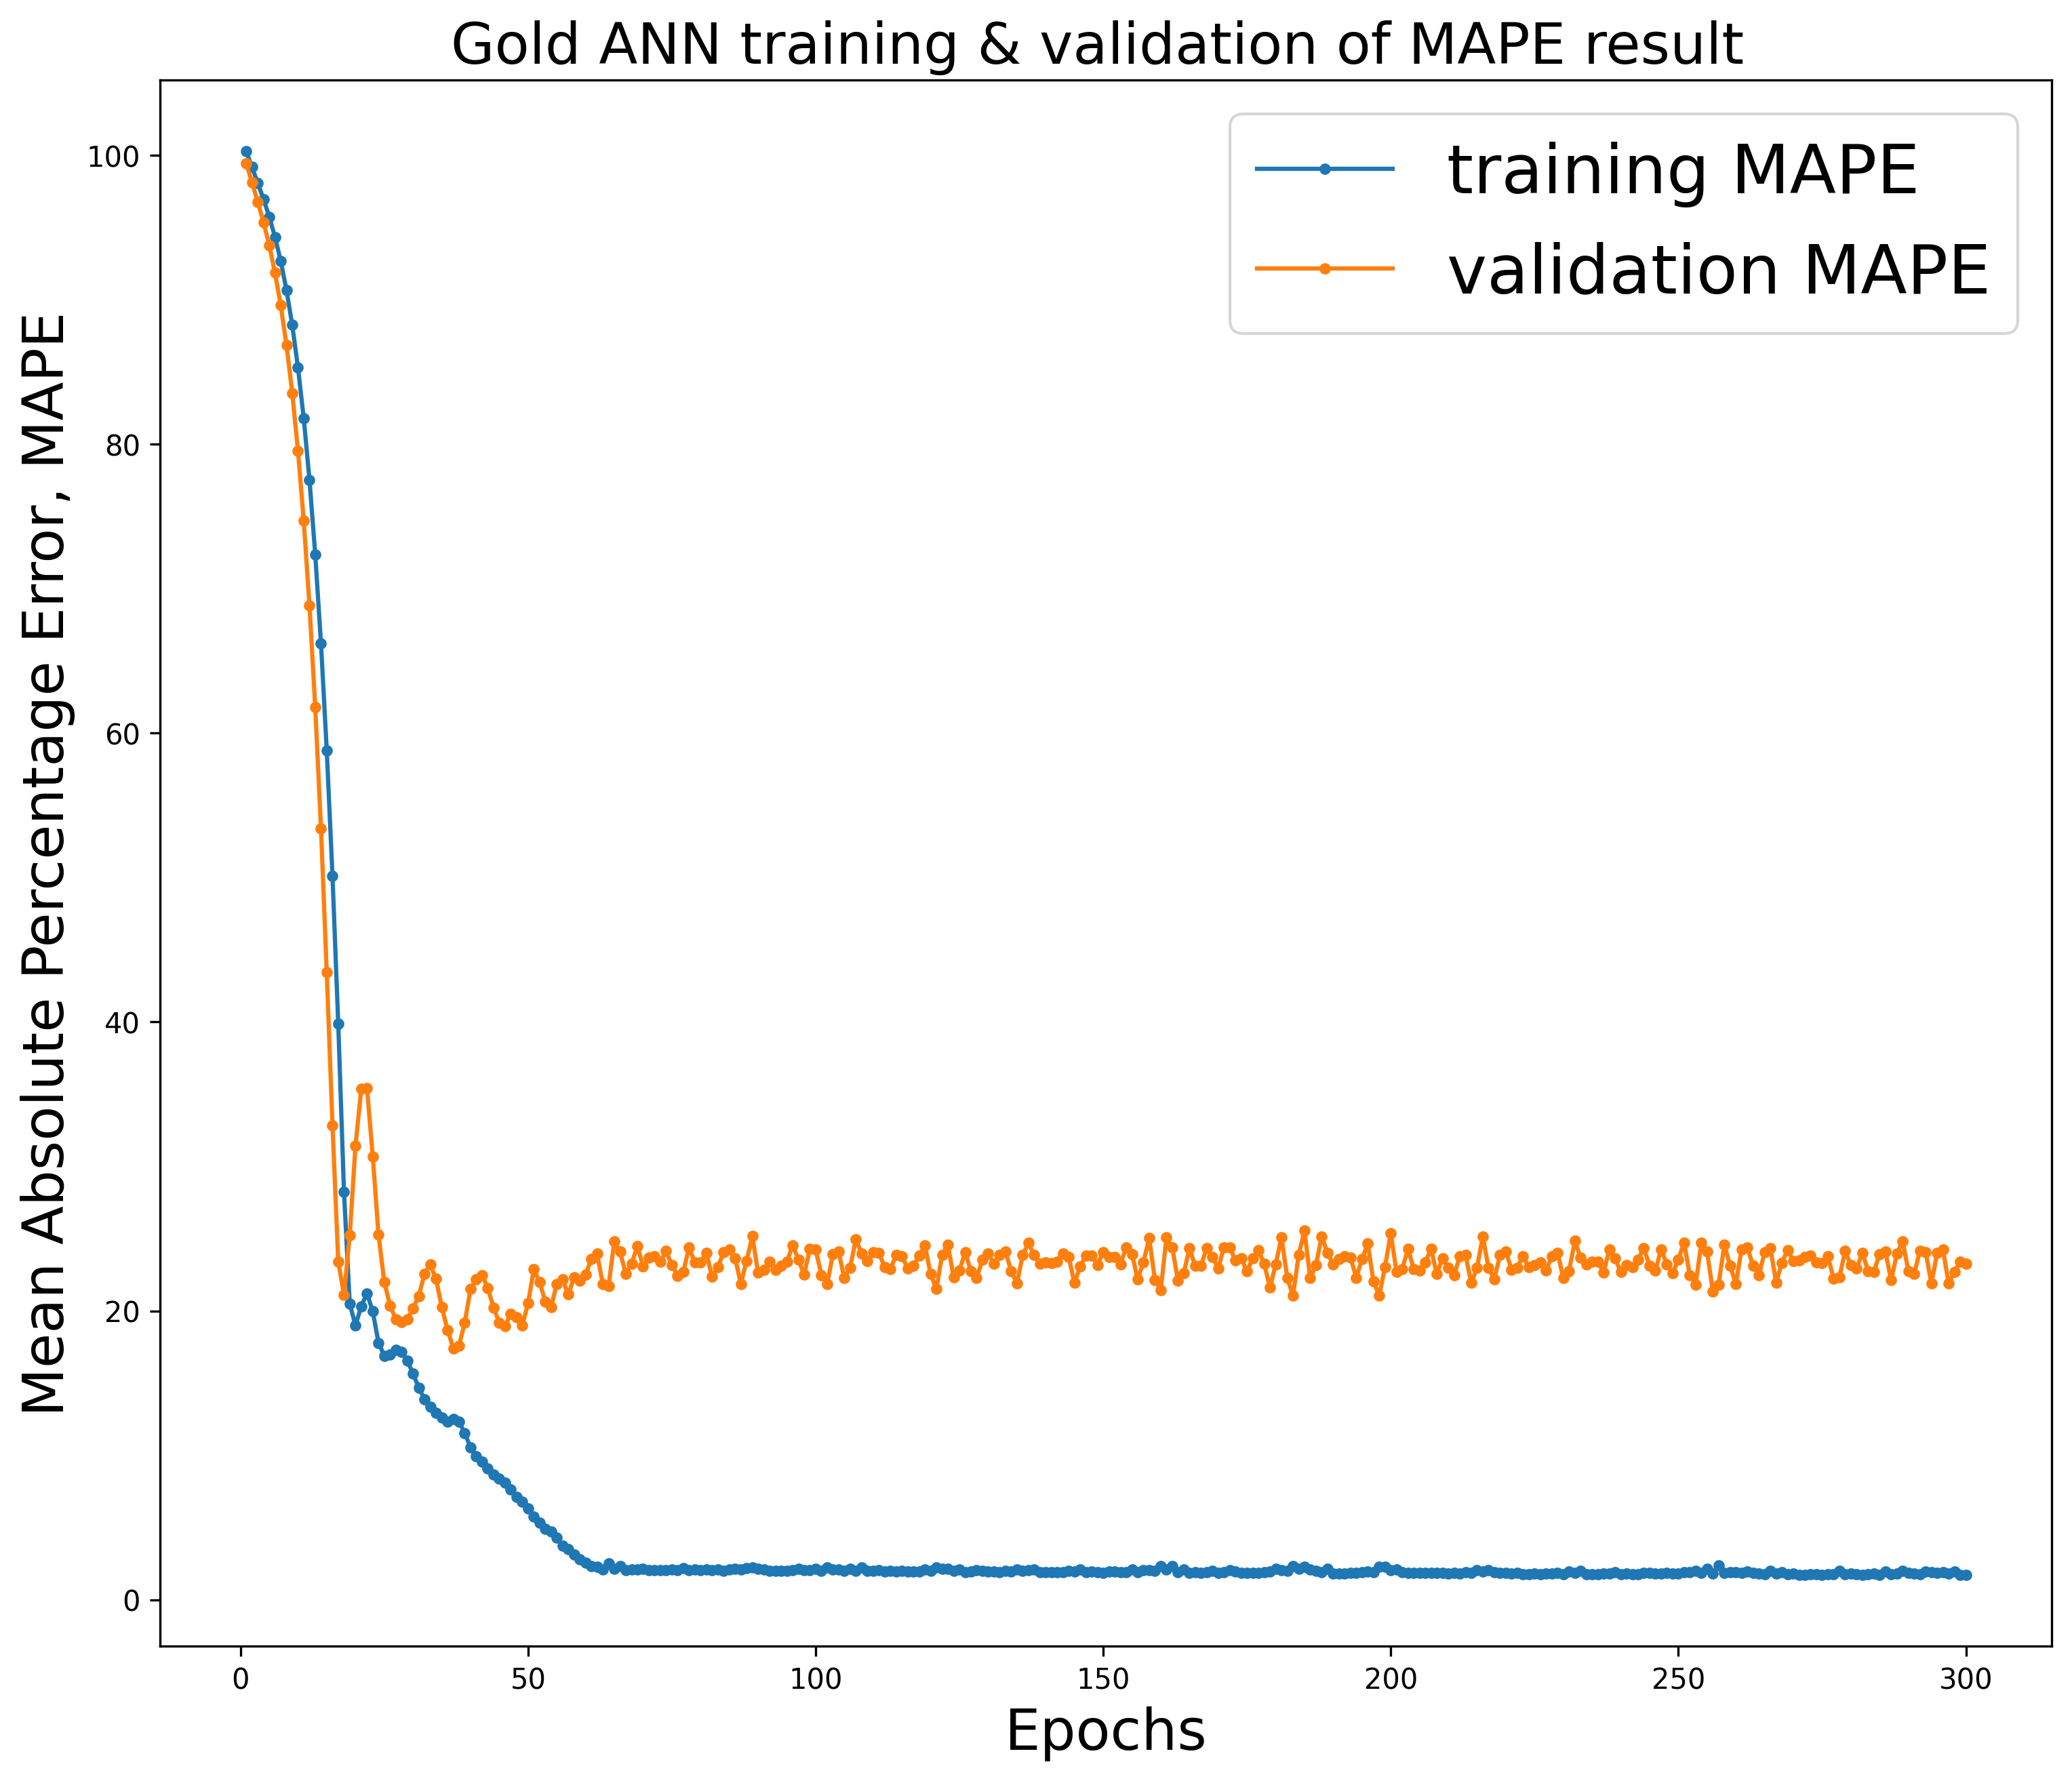 Gold ANN training & validation of MAPE result
training MAPE
validation MAPE
Mean Absolute Percentage Error, MAPE
100
80
60
40
20
0
0 50 100 150 200 250 300
Epochs